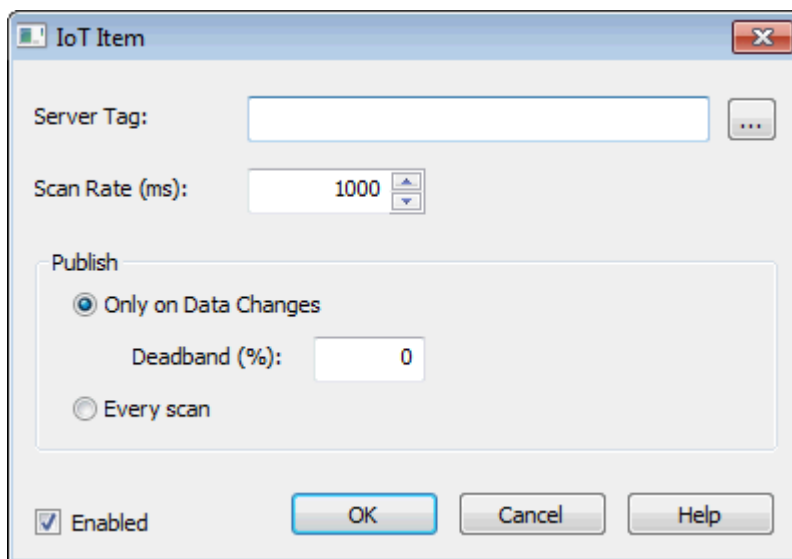 IoT Item
Server Tag:
...
Scan Rate (ms): 1000
Publish
Only on Data Changes
Deadband (%): 0
Every scan
Enabled OK Cancel Help